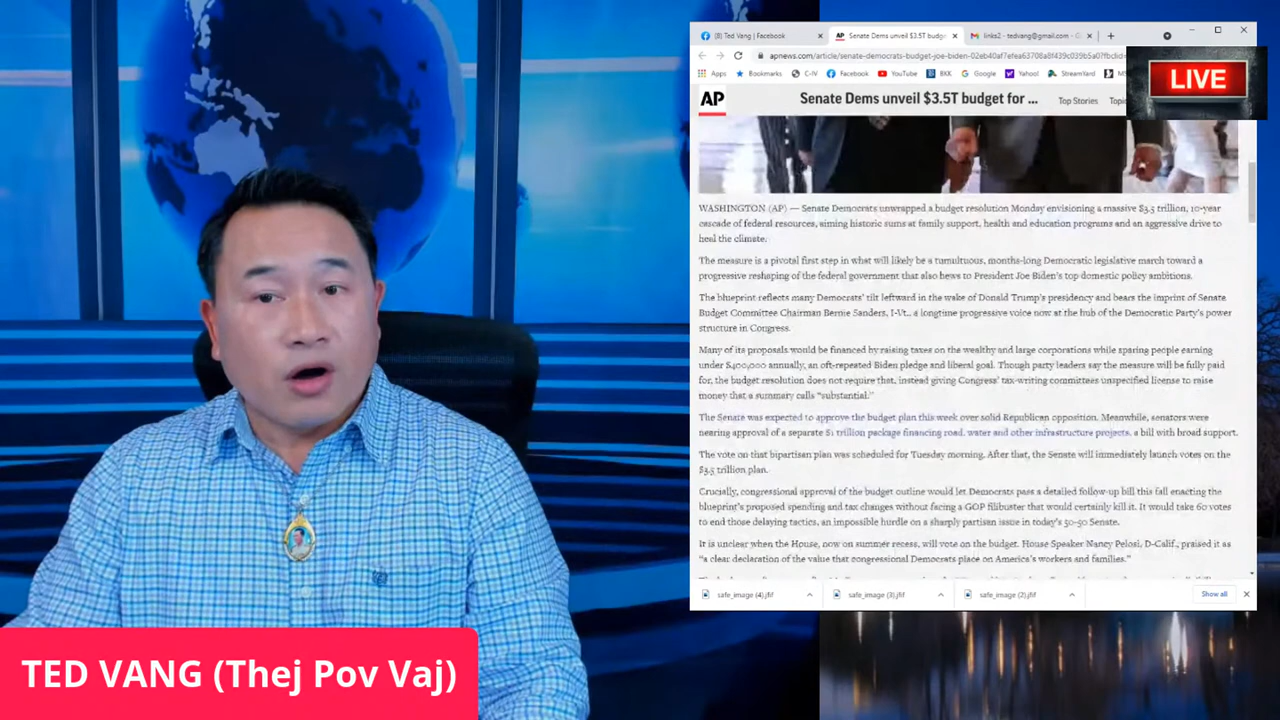 (8) Ted Vang | Facebook
Senate Dems unveil $3.5T budg
links2 - tedvang@gmail.com - G
Apps
Bookmarks
C-IV
Facebook
YouTube
BKK
Google
Yahoo!
StreamYard
LIVE
AP
Senate Dems unveil $3.5T budget for ...
Top Stories
WASHINGTON (AP) — Senate Democrats unwrapped a budget resolution Monday envisioning a massive $3.5 trillion, 10-year
cascade of federal resources, aiming historic sums at family support, health and education programs and an aggressive drive to
heal the climate.
The measure is a pivotal first step in what will likely be a tumultuous, months-long Democratic legislative march toward a
progressive reshaping of the federal government that also hews to President Joe Biden's top domestic policy ambitions.
The blueprint reflects many Democrats' tilt leftward in the wake of Donald Trump's presidency and bears the imprint of Senate
Budget Committee Chairman Bernie Sanders, I-Vt., a longtime progressive voice now at the hub of the Democratic Party's power
structure in Congress.
Many of its proposals would be financed by raising taxes on the wealthy and large corporations while sparing people earning
under $400,000 annually, an oft-repeated Biden pledge and liberal goal. Though party leaders say the measure will be fully paid
for, the budget resolution does not require that, instead giving Congress' tax-writing committees unspecified license to raise
money that a summary calls "substantial."
The Senate was expected to approve the budget plan this week over solid Republican opposition. Meanwhile, senators were
nearing approval of a separate $1 trillion package financing road, water and other infrastructure projects, a bill with broad support.
The vote on that bipartisan plan was scheduled for Tuesday morning. After that, the Senate will immediately launch votes on the
$3.5 trillion plan.
Crucially, congressional approval of the budget outline would let Democrats pass a detailed follow-up bill this fall enacting the
blueprint's proposed spending and tax changes without facing a GOP filibuster that would certainly kill it. It would take 60 votes
to end those delaying tactics, an impossible hurdle on a sharply partisan issue in today's 50-50 Senate.
It is unclear when the House, now on summer recess, will vote on the budget. House Speaker Nancy Pelosi, D-Calif., praised it as
"a clear declaration of the value that congressional Democrats place on America's workers and families."
safe_image (4).jfif
safe_image (3).jfif
safe_image (2).jfif
Show all
TED VANG (Thej Pov Vaj)